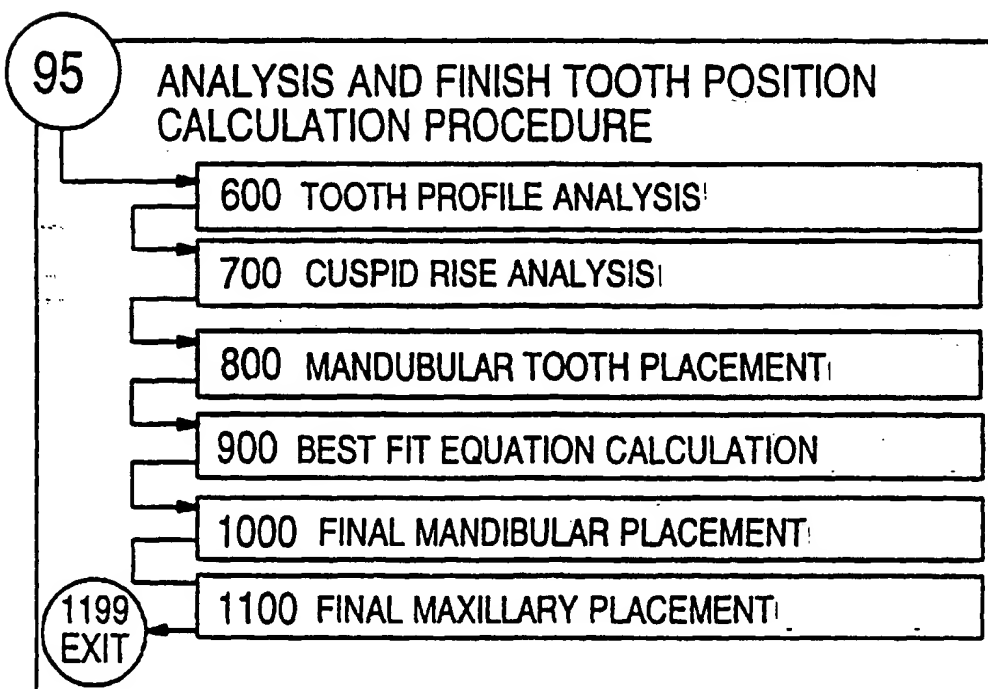 95
ANALYSIS AND FINISH TOOTH POSITION
CALCULATION PROCEDURE
600 TOOTH PROFILE ANALYSIS
700 CUSPID RISE ANALYSIS
800 MANDUBULAR TOOTH PLACEMENT
900 BEST FIT EQUATION CALCULATION
1000 FINAL MANDIBULAR PLACEMENT
1100 FINAL MAXILLARY PLACEMENT
1199
EXIT